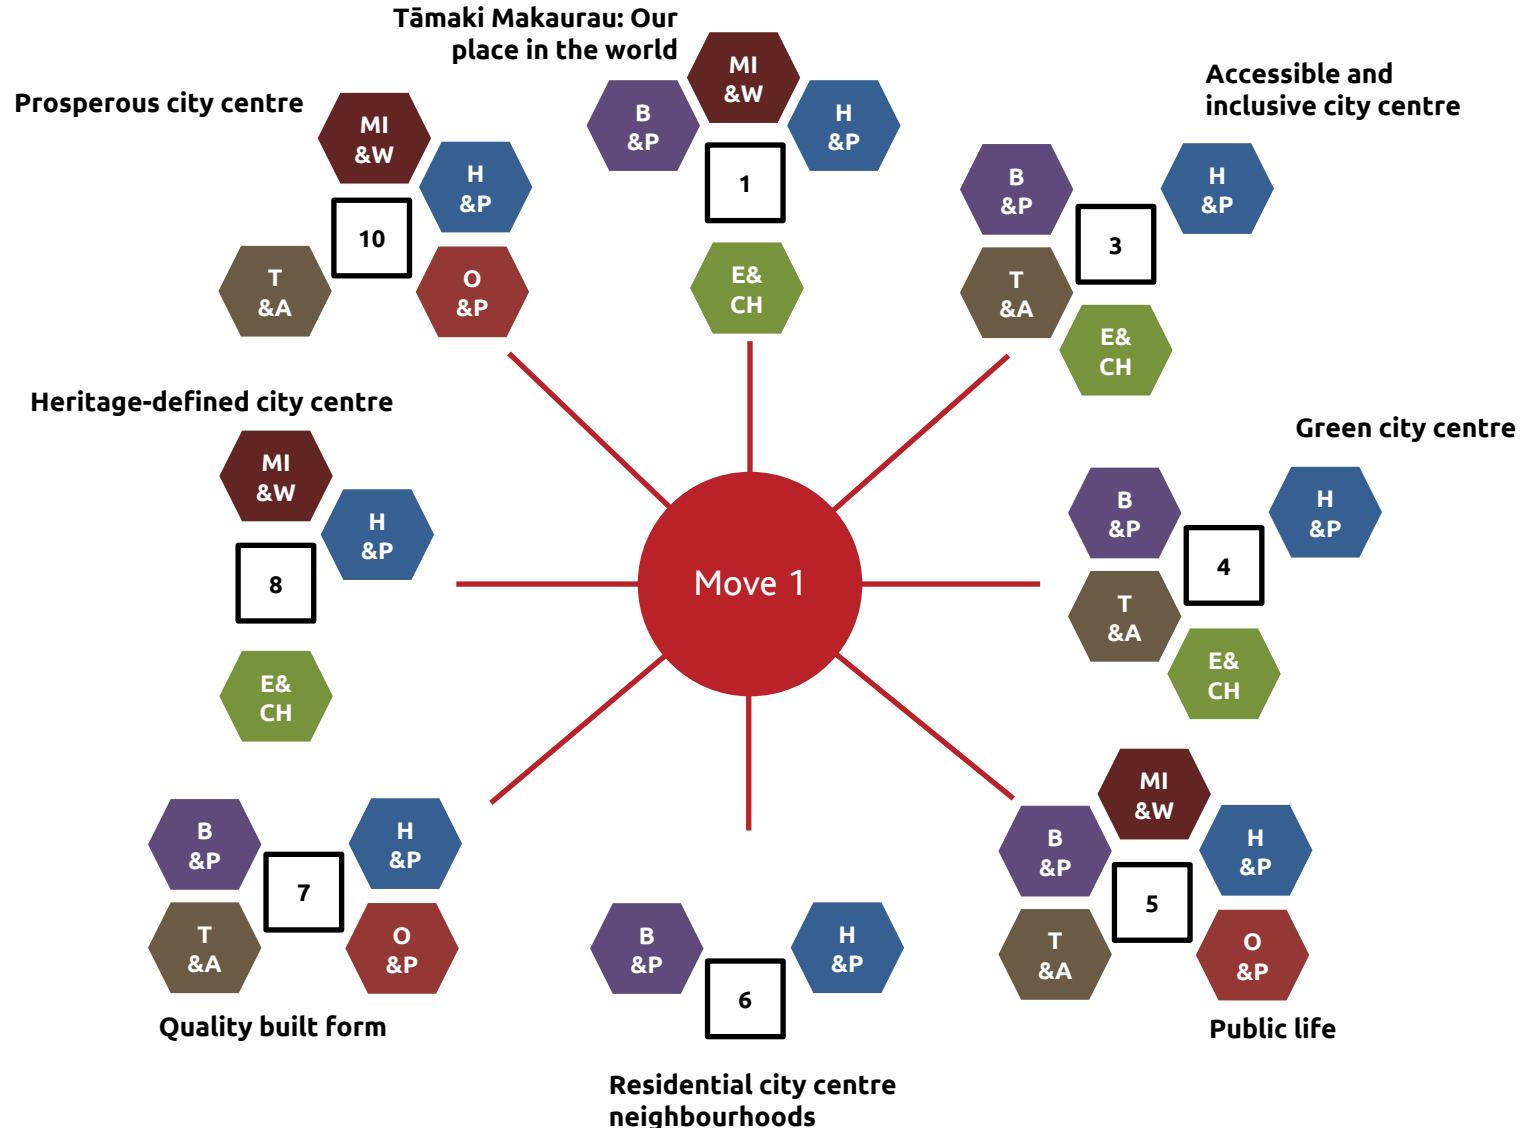 Tāmaki Makaurau: Our
place in the world
MI
&W
B
&P
H
&P
1
E&
CH
Accessible and
inclusive city centre
B
&P
H
&P
3
T
&A
E&
CH
Green city centre
B
&P
H
&P
4
T
&A
E&
CH
MI
&W
B
&P
H
&P
5
T
&A
O
&P
Public life
B
&P
H
&P
6
Residential city centre
neighbourhoods
B
&P
H
&P
7
T
&A
O
&P
Quality built form
Heritage-defined city centre
MI
&W
H
&P
8
E&
CH
Prosperous city centre
MI
&W
H
&P
10
T
&A
O
&P
Move 1